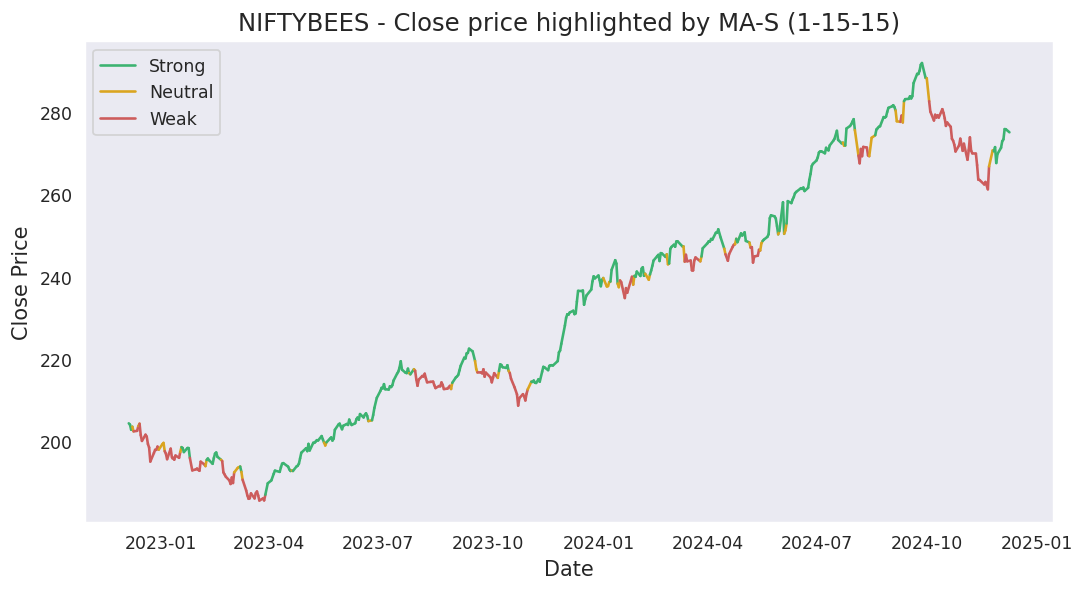 NIFTYBEES - Close price highlighted by MA-S (1-15-15)
Strong
Neutral
Weak
Close Price
280
260
240
220
200
2023-01 2023-04 2023-07 2023-10 2024-01 2024-04 2024-07 2024-10 2025-01
Date